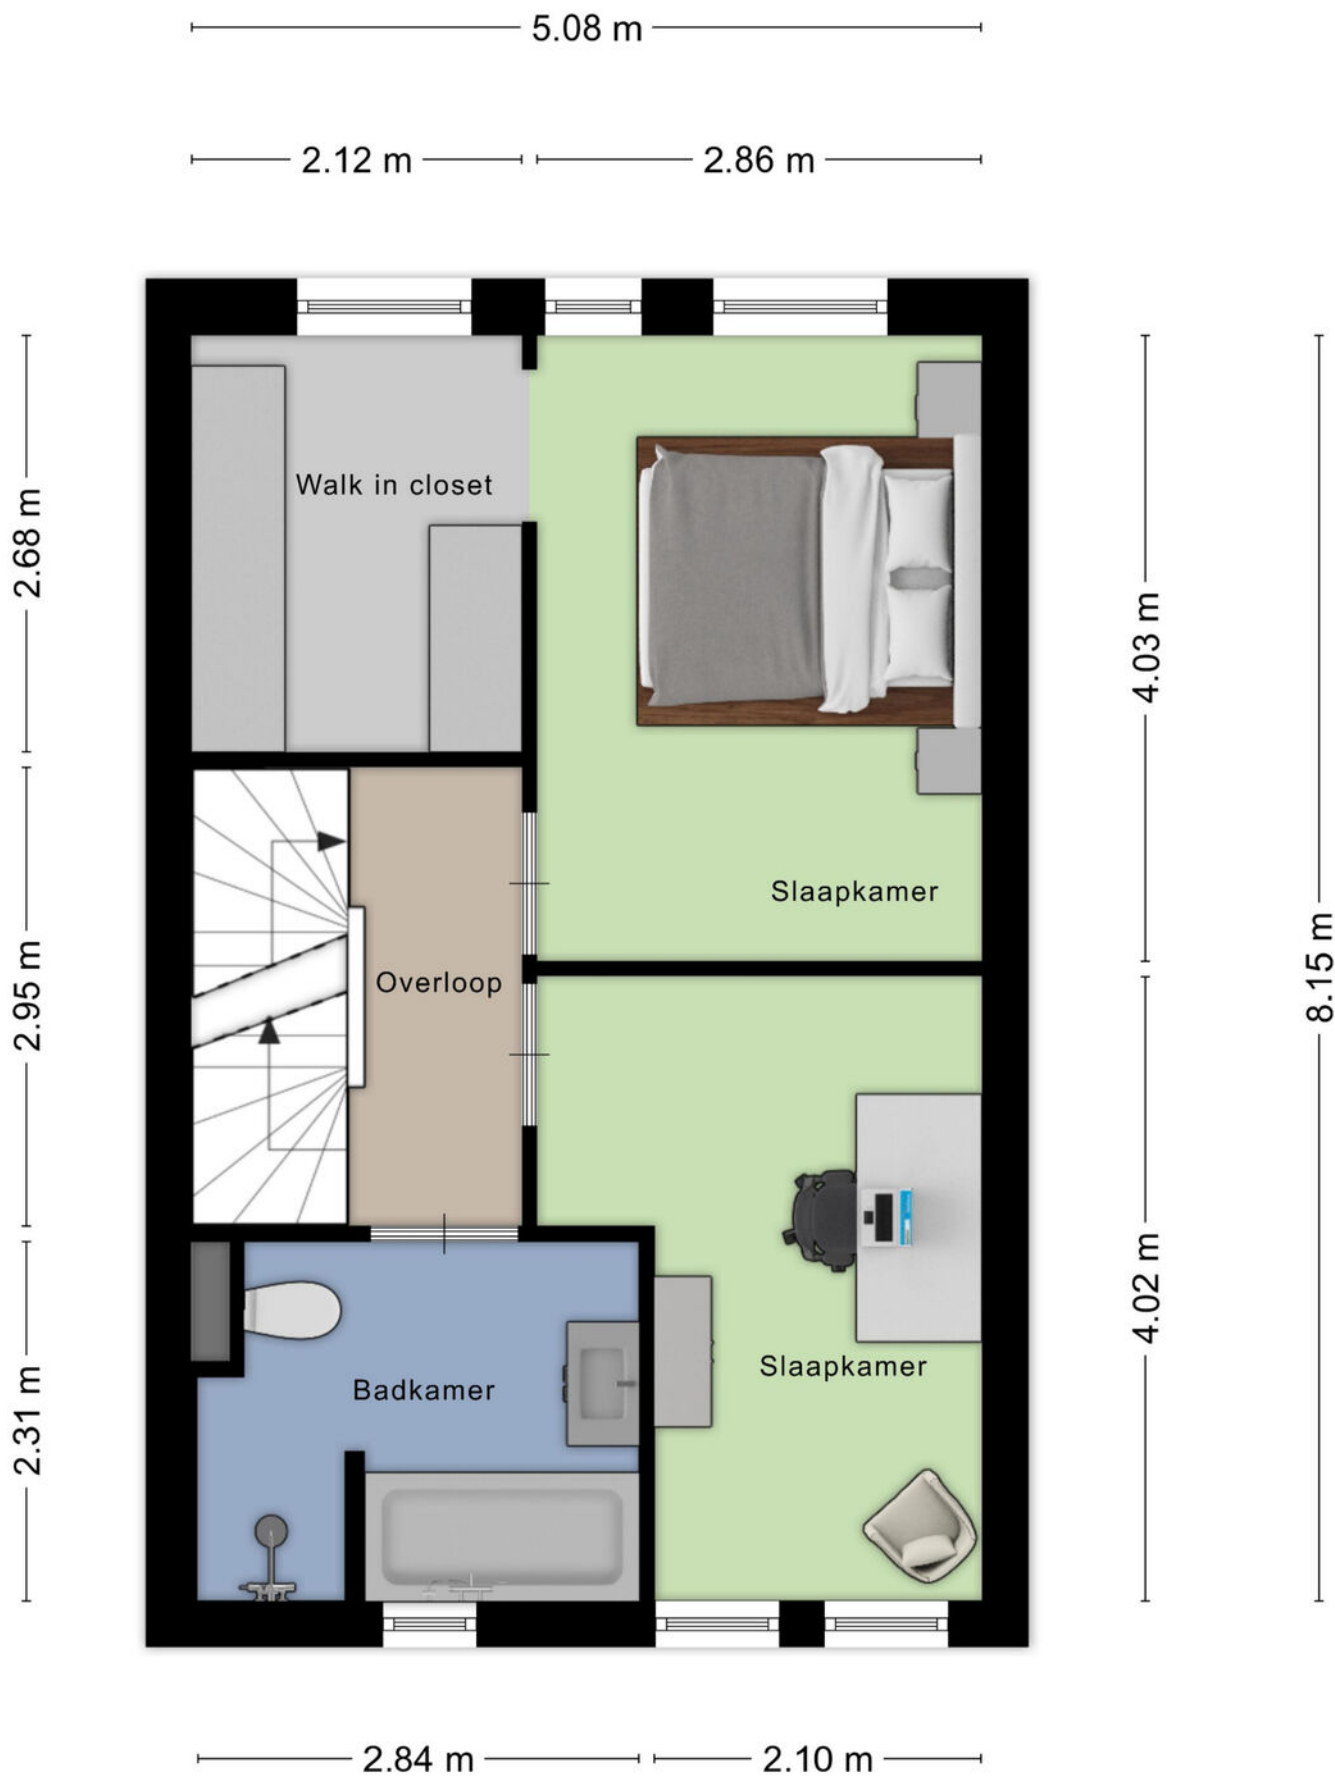 5.08 m
2.12 m
2.86 m
Walk in closet
2.68 m
4.03 m
Slaapkamer
Overloop
2.95 m
8.15 m
4.02 m
Slaapkamer
Badkamer
2.31 m
2.84 m
2.10 m